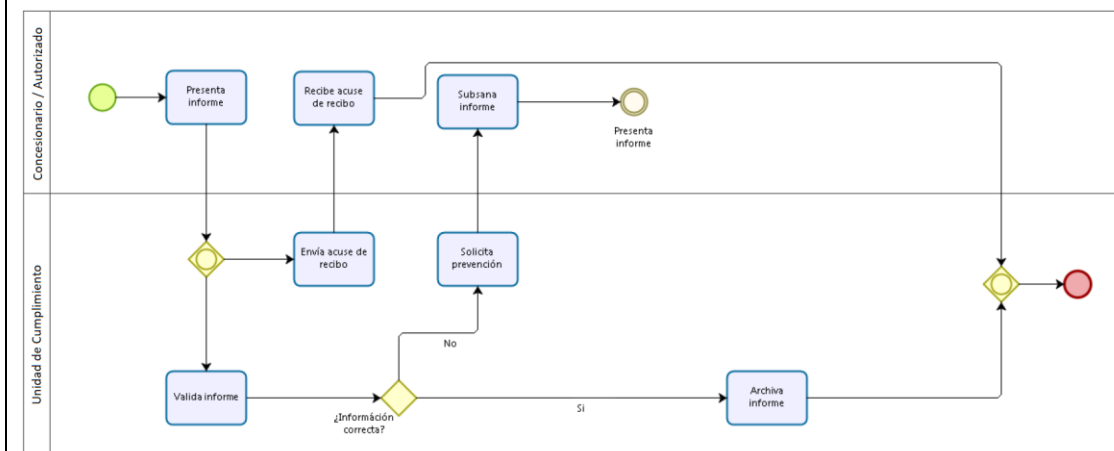 Concesionario / Autorizado
Presenta
informe
Recibe acuse
de recibo
Subsana
informe
Presenta
informe
Unidad de Cumplimiento
Envía acuse de
recibo
Solicita
prevención
No
Valida informe
¿Információn
correcta?
Si
Archiva
informe